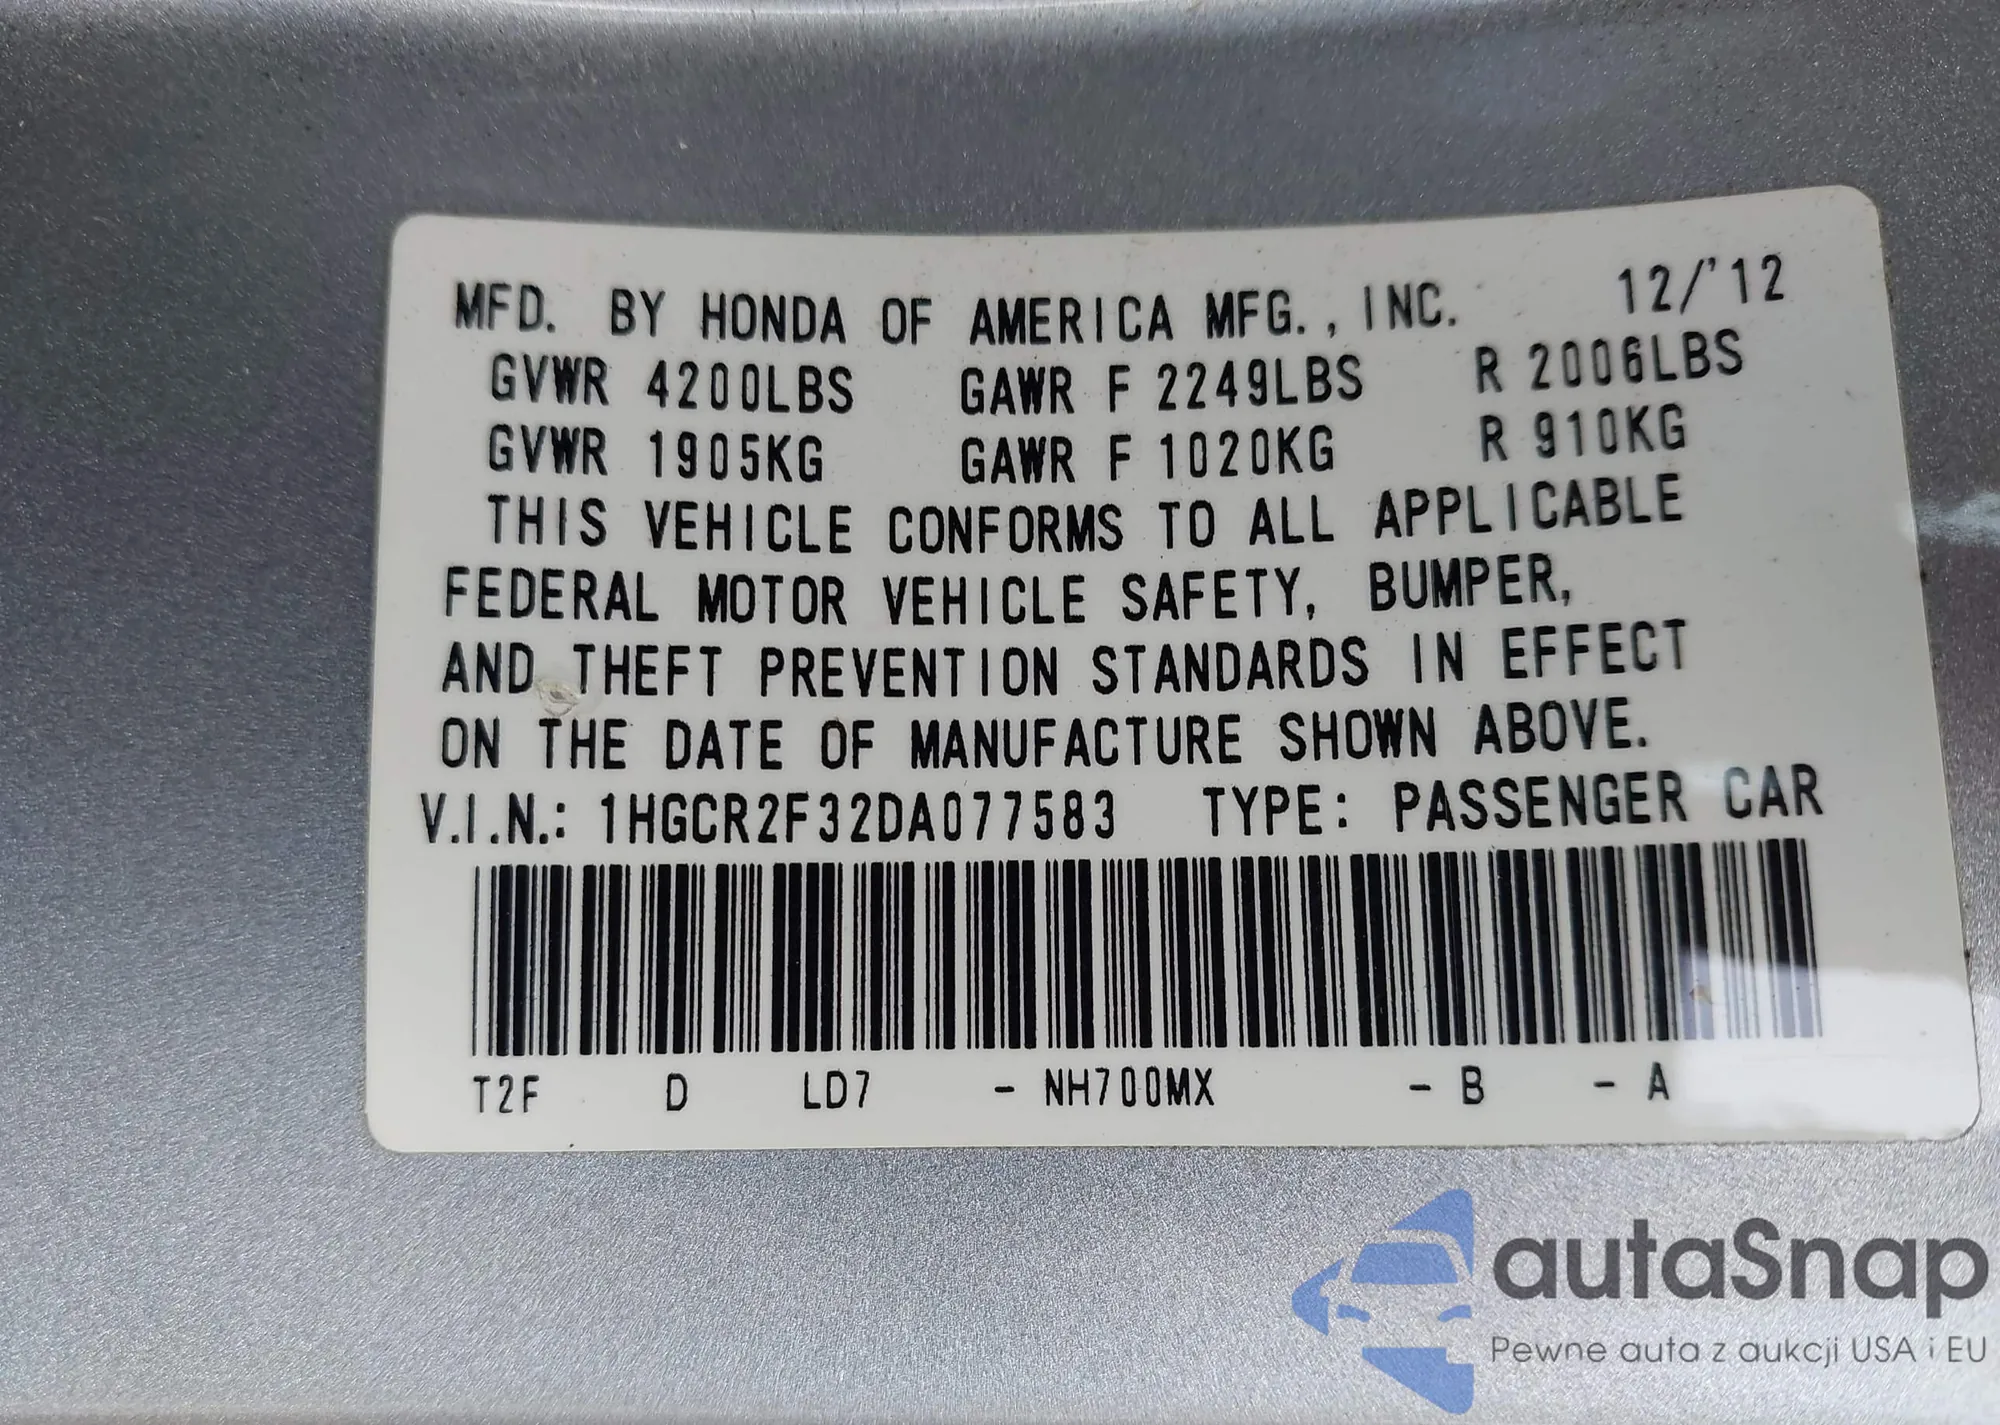 MFD. BY HONDA OF AMERICA MFG., INC. 12/'12
GVWR 4200LBS GAWR F 2249LBS R 2006LBS
GVWR 1905KG GAWR F 1020KG R 910KG
THIS VEHICLE CONFORMS TO ALL APPLICABLE
FEDERAL MOTOR VEHICLE SAFETY, BUMPER,
AND THEFT PREVENTION STANDARDS IN EFFECT
ON THE DATE OF MANUFACTURE SHOWN ABOVE.
V.I.N.: 1HGCR2F32DA077583 TYPE: PASSENGER CAR
T2F D LD7 - NH700MX - B - A
autaSnap
Pewne auta z aukcji USA i EU